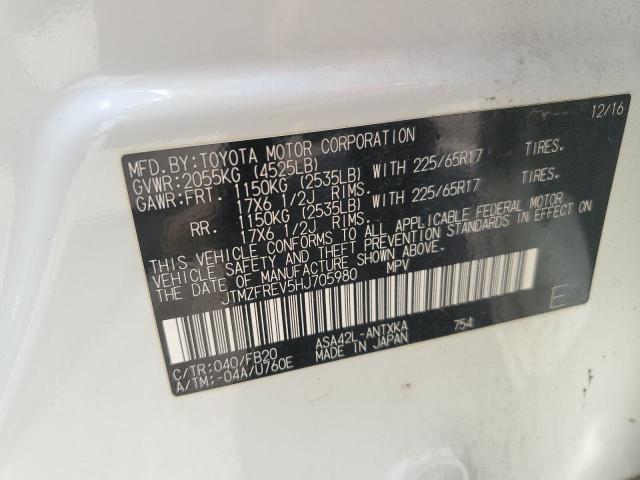 12/16
MFD.BY:TOYOTA MOTOR CORPORATION
GVWR:2055KG (4525LB)
GAWR:FRT. 1150KG (2535LB) WITH 225/65R17 TIRES.
17X6 1/2J RIMS.
RR. 1150KG (2535LB) WITH 225/65R17 TIRES.
17X6 1/2J RIMS.
THIS VEHICLE CONFORMS TO ALL APPLICABLE FEDERAL MOTOR
VEHICLE SAFETY AND THEFT PREVENTION STANDARDS IN EFFECT ON
THE DATE OF MANUFACTURE SHOWN ABOVE.
JTMZFREV5HJ705980 MPV
E
ASA42L-ANTXKA 754
C/TR:040/FB20 MADE IN JAPAN
A/TM:-04A/U760E